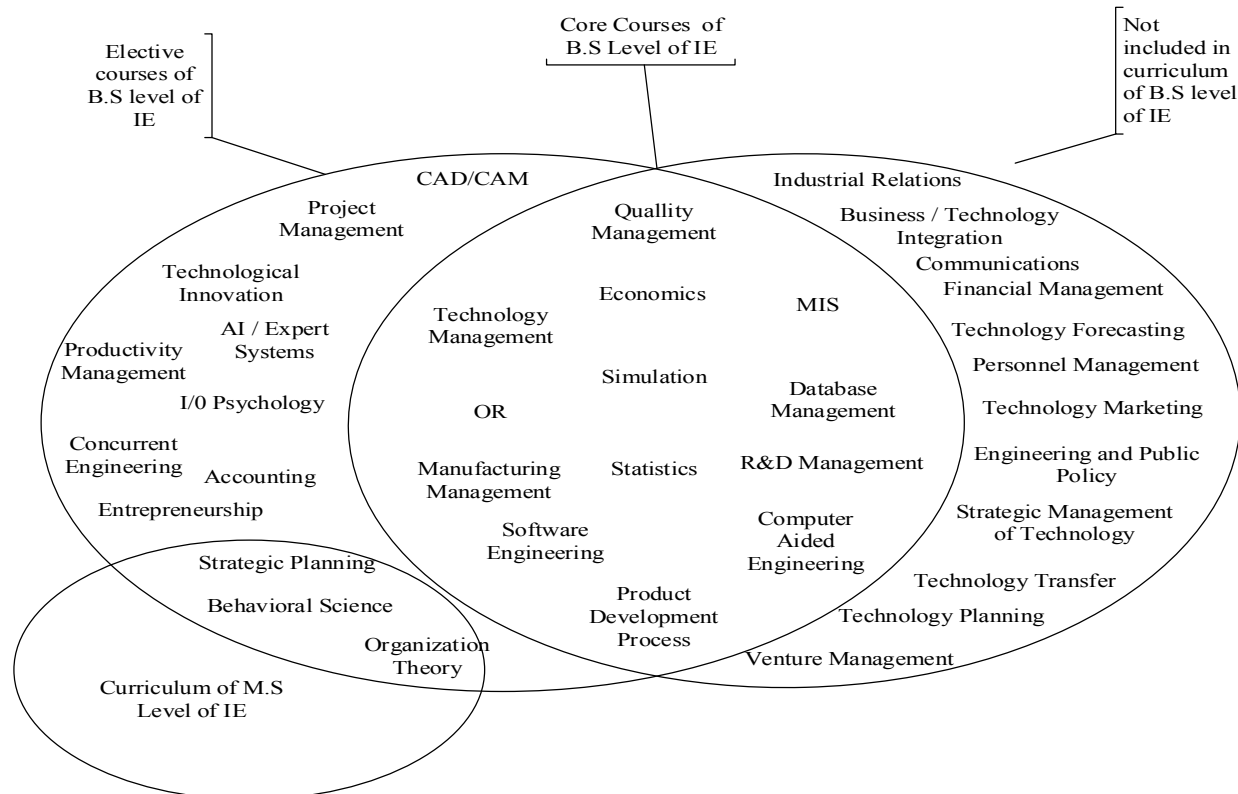 Elective
courses of
B.S level of
IE
Core Courses of
B.S Level of IE
Not
included in
curriculum
of B.S level
of IE
CAD/CAM
Project
Management
Technological
Innovation
AI / Expert
Systems
Productivity
Management
I/0 Psychology
Concurrent
Engineering
Accounting
Entrepreneurship
Strategic Planning
Behavioral Science
Organization
Theory
Curriculum of M.S
Level of IE
Quallity
Management
Economics
MIS
Technology
Management
Simulation
Database
Management
OR
Manufacturing
Management
Statistics
R&D Management
Software
Engineering
Computer
Aided
Engineering
Product
Development
Process
Industrial Relations
Business / Technology
Integration
Communications
Financial Management
Technology Forecasting
Personnel Management
Technology Marketing
Engineering and Public
Policy
Strategic Management
of Technology
Technology Transfer
Technology Planning
Venture Management